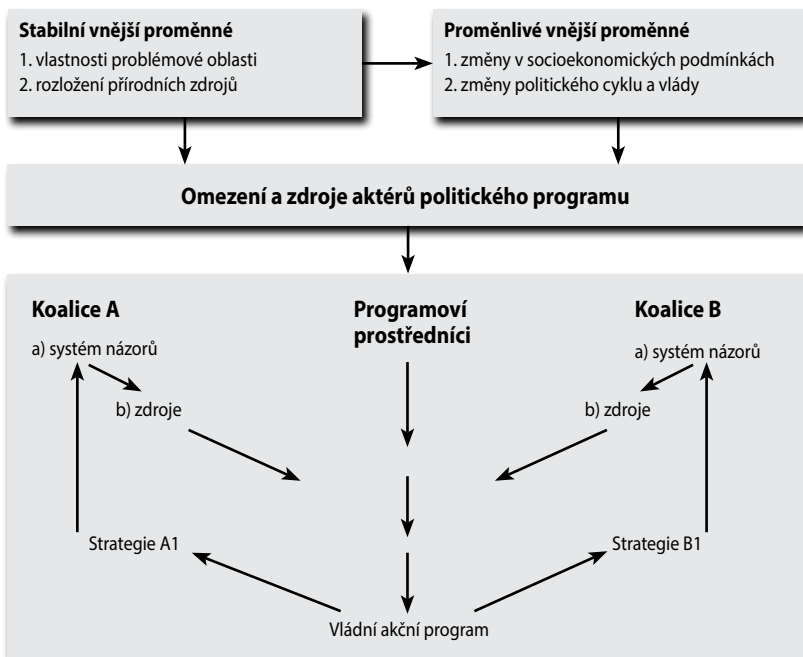 Stabilní vnější proměnné
1. vlastnosti problémové oblasti
2. rozložení přírodních zdrojů
Proměnlivé vnější proměnné
1. změny v socioekonomických podmínkách
2. změny politického cyklu a vlády
Omezení a zdroje aktérů politického programu
Koalice A
a) systém názorů
b) zdroje
Programoví
prostředníci
Koalice B
a) systém názorů
b) zdroje
Strategie A1
Strategie B1
Vládní akční program